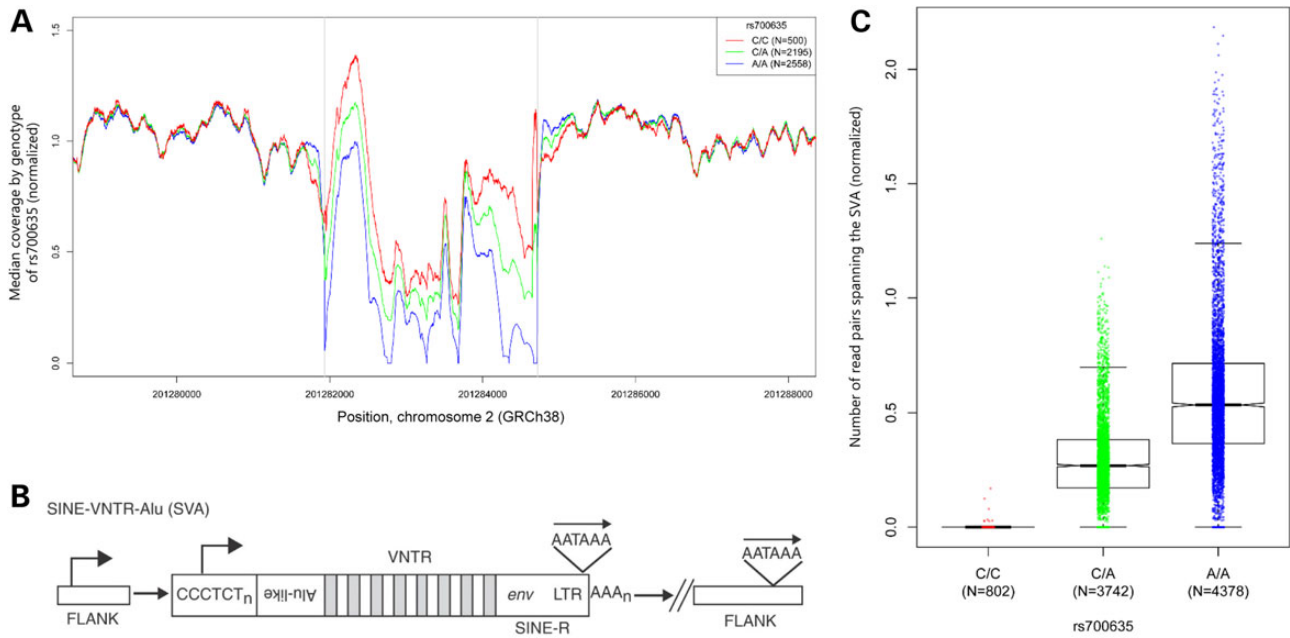 A
Median coverage by genotype
of rs700635 (normalized)
1.5
1.0
0.5
0.0
rs700635
C/C (N=500)
C/A (N=2195)
A/A (N=2558)
201280000
201282000
201284000
201286000
201288000
Position, chromosome 2 (GRCh38)
B
SINE-VNTR-Alu (SVA)
FLANK
CCCTCTn
Alu-like
VNTR
env
LTR
SINE-R
AATAAA
AAAn
AATAAA
FLANK
C
Number of read pairs spanning the SVA (normalized)
2.0
1.5
1.0
0.5
0.0
C/C
(N=802)
C/A
(N=3742)
A/A
(N=4378)
rs700635